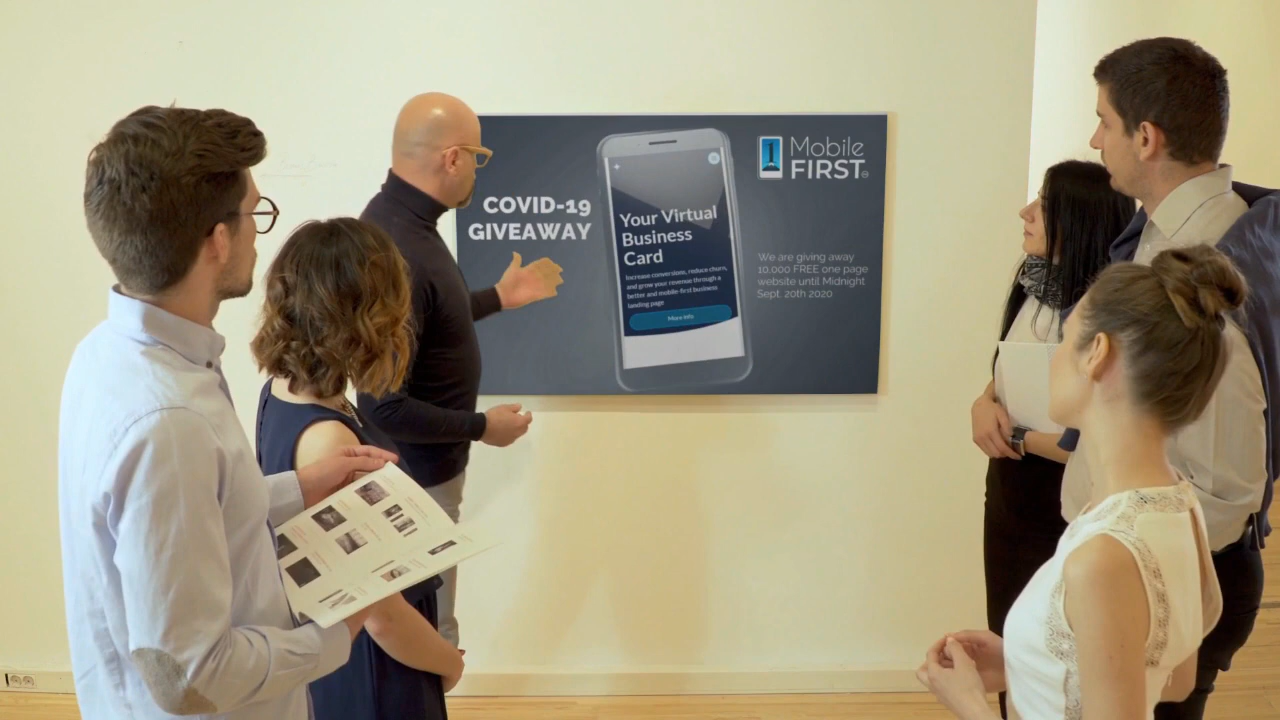 COVID-19
GIVEAWAY
Your Virtual
Business
Card
Increase conversions, reduce churn,
and grow your revenue through a
better and mobile-first business
landing page
More Info
1
Mobile
FIRST
We are giving away
10,000 FREE one page
website until Midnight
Sept. 20th 2020